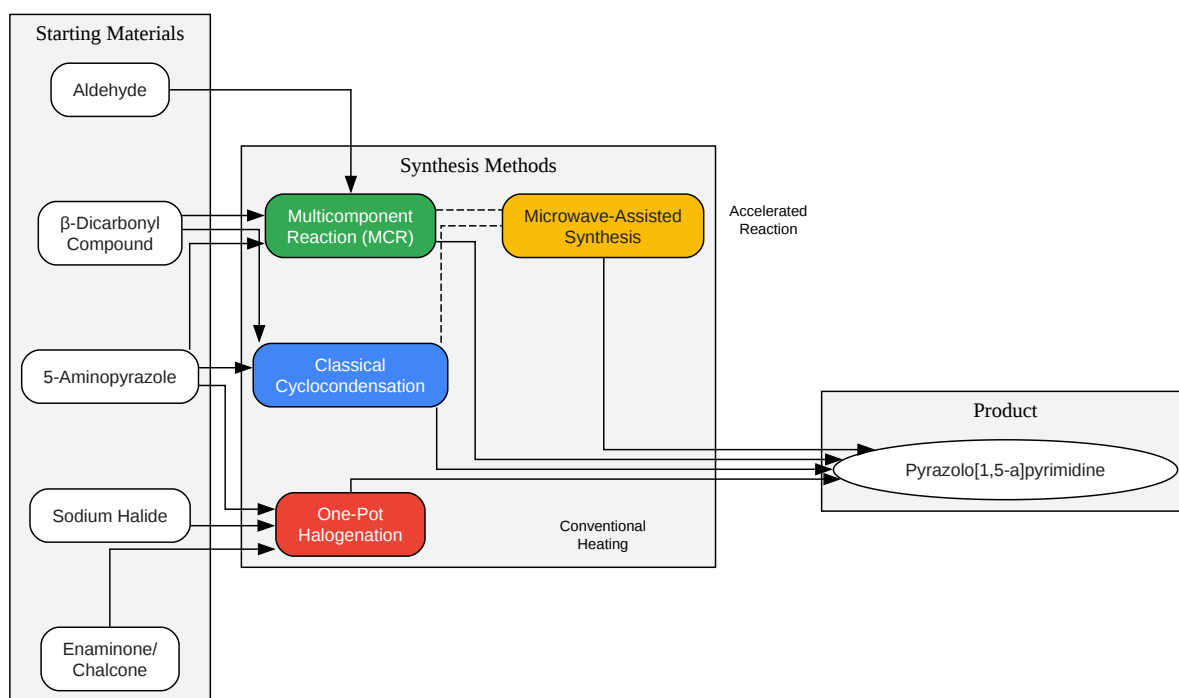 Starting Materials
Aldehyde
β-Dicarbonyl
Compound
5-Aminopyrazole
Sodium Halide
Enaminone/
Chalcone
Synthesis Methods
Multicomponent
Reaction (MCR)
Microwave-Assisted
Synthesis
Classical
Cyclocondensation
One-Pot
Halogenation
Conventional
Heating
Accelerated
Reaction
Product
Pyrazolo[1,5-a]pyrimidine